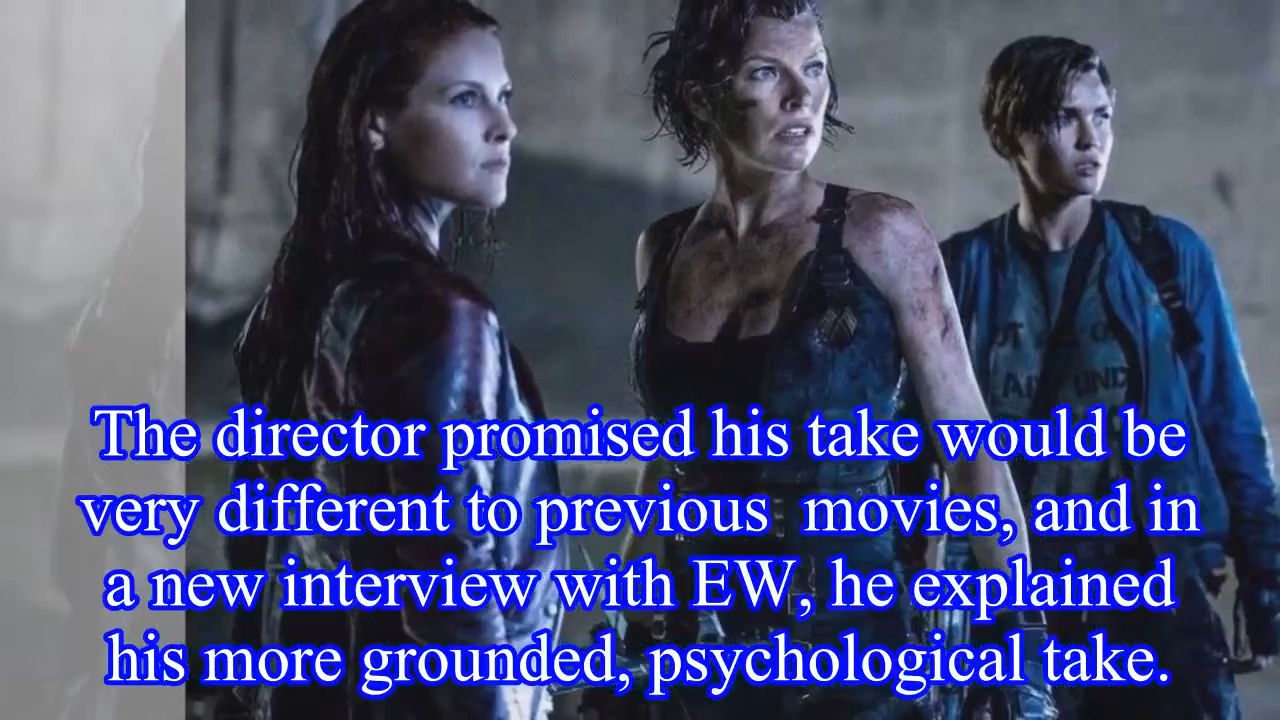 The director promised his take would be
very different to previous  movies, and in
a new interview with EW, he explained
his more grounded, psychological take.